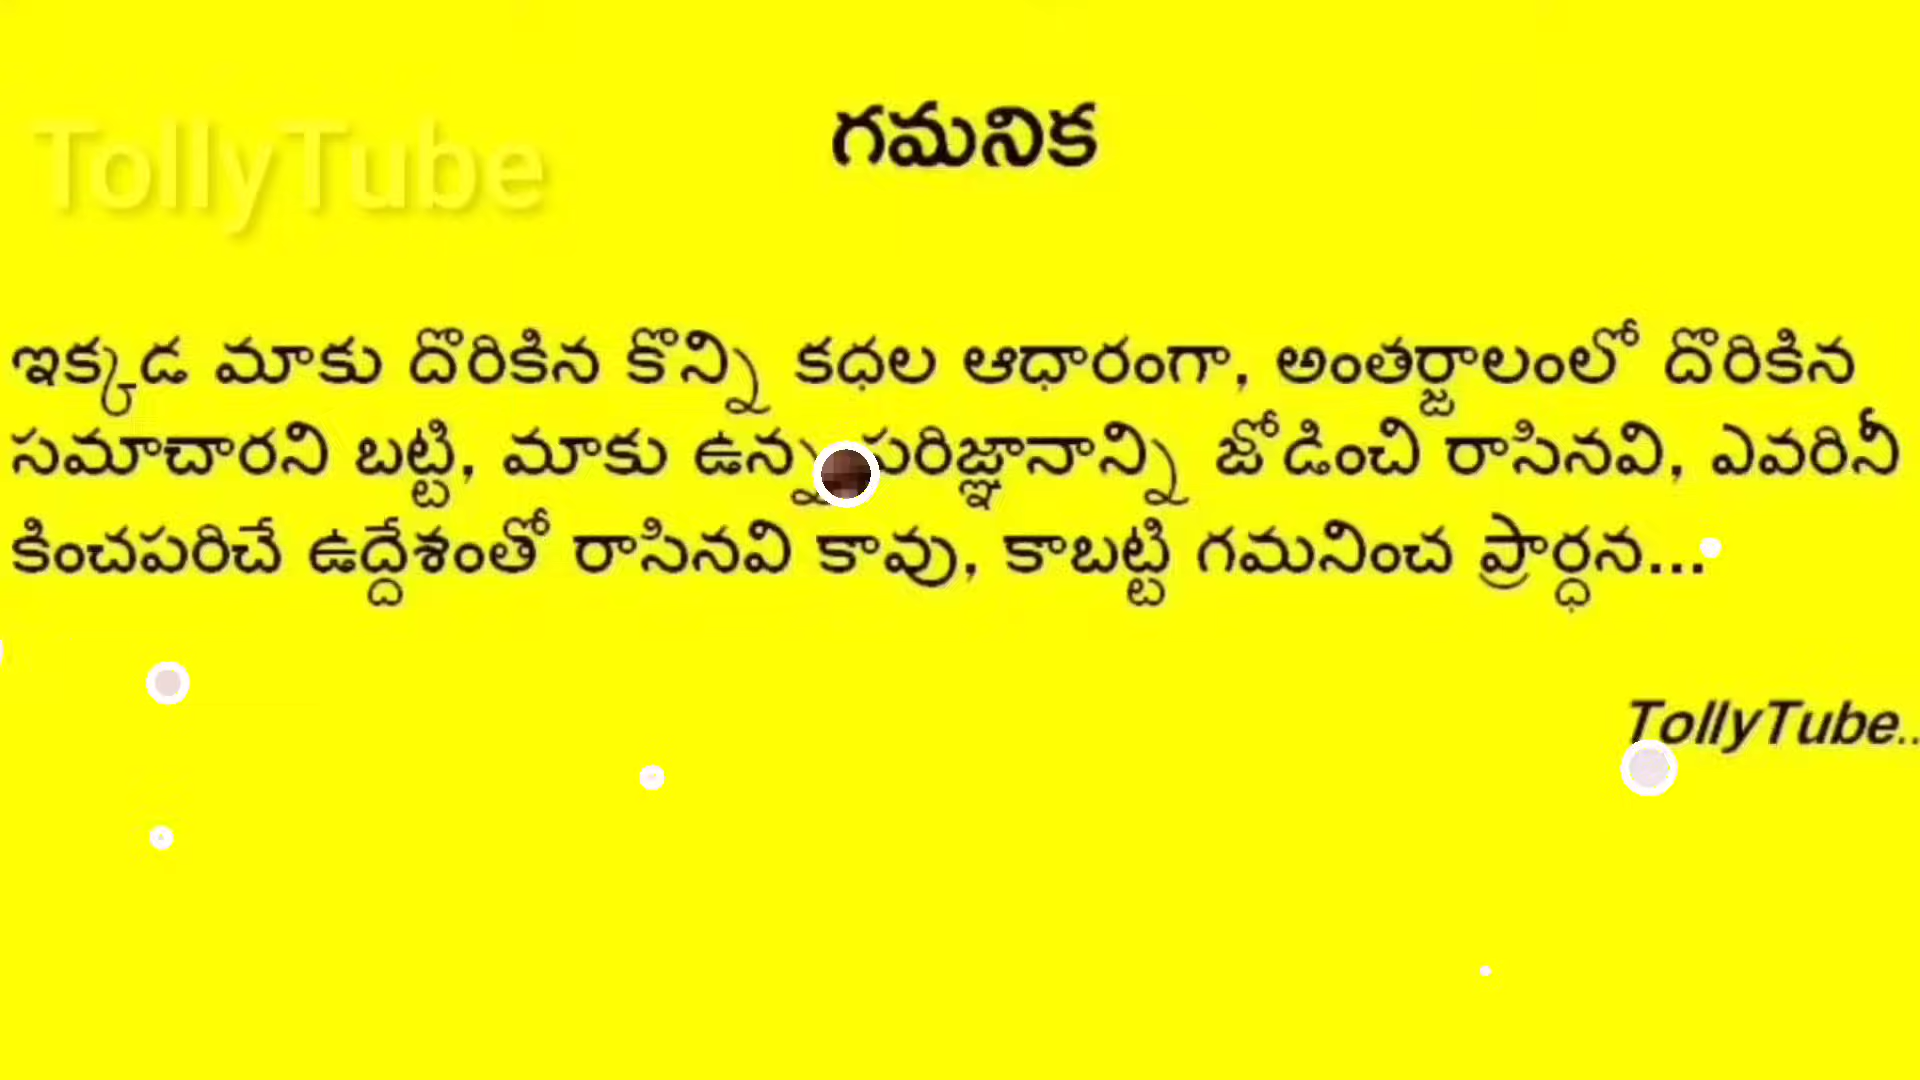 గమనిక
TollyTube
ఇక్కడ మాకు దొరికిన కొన్ని కధల ఆధారంగా, అంతర్జాలంలో దొరికిన
సమాచారని బట్టి, మాకు ఉన్న పరిజ్ఞానాన్ని జోడించి రాసినవి, ఎవరినీ
కించపరిచే ఉద్దేశంతో రాసినవి కావు, కాబట్టి గమనించ ప్రార్ధన...
TollyTube..